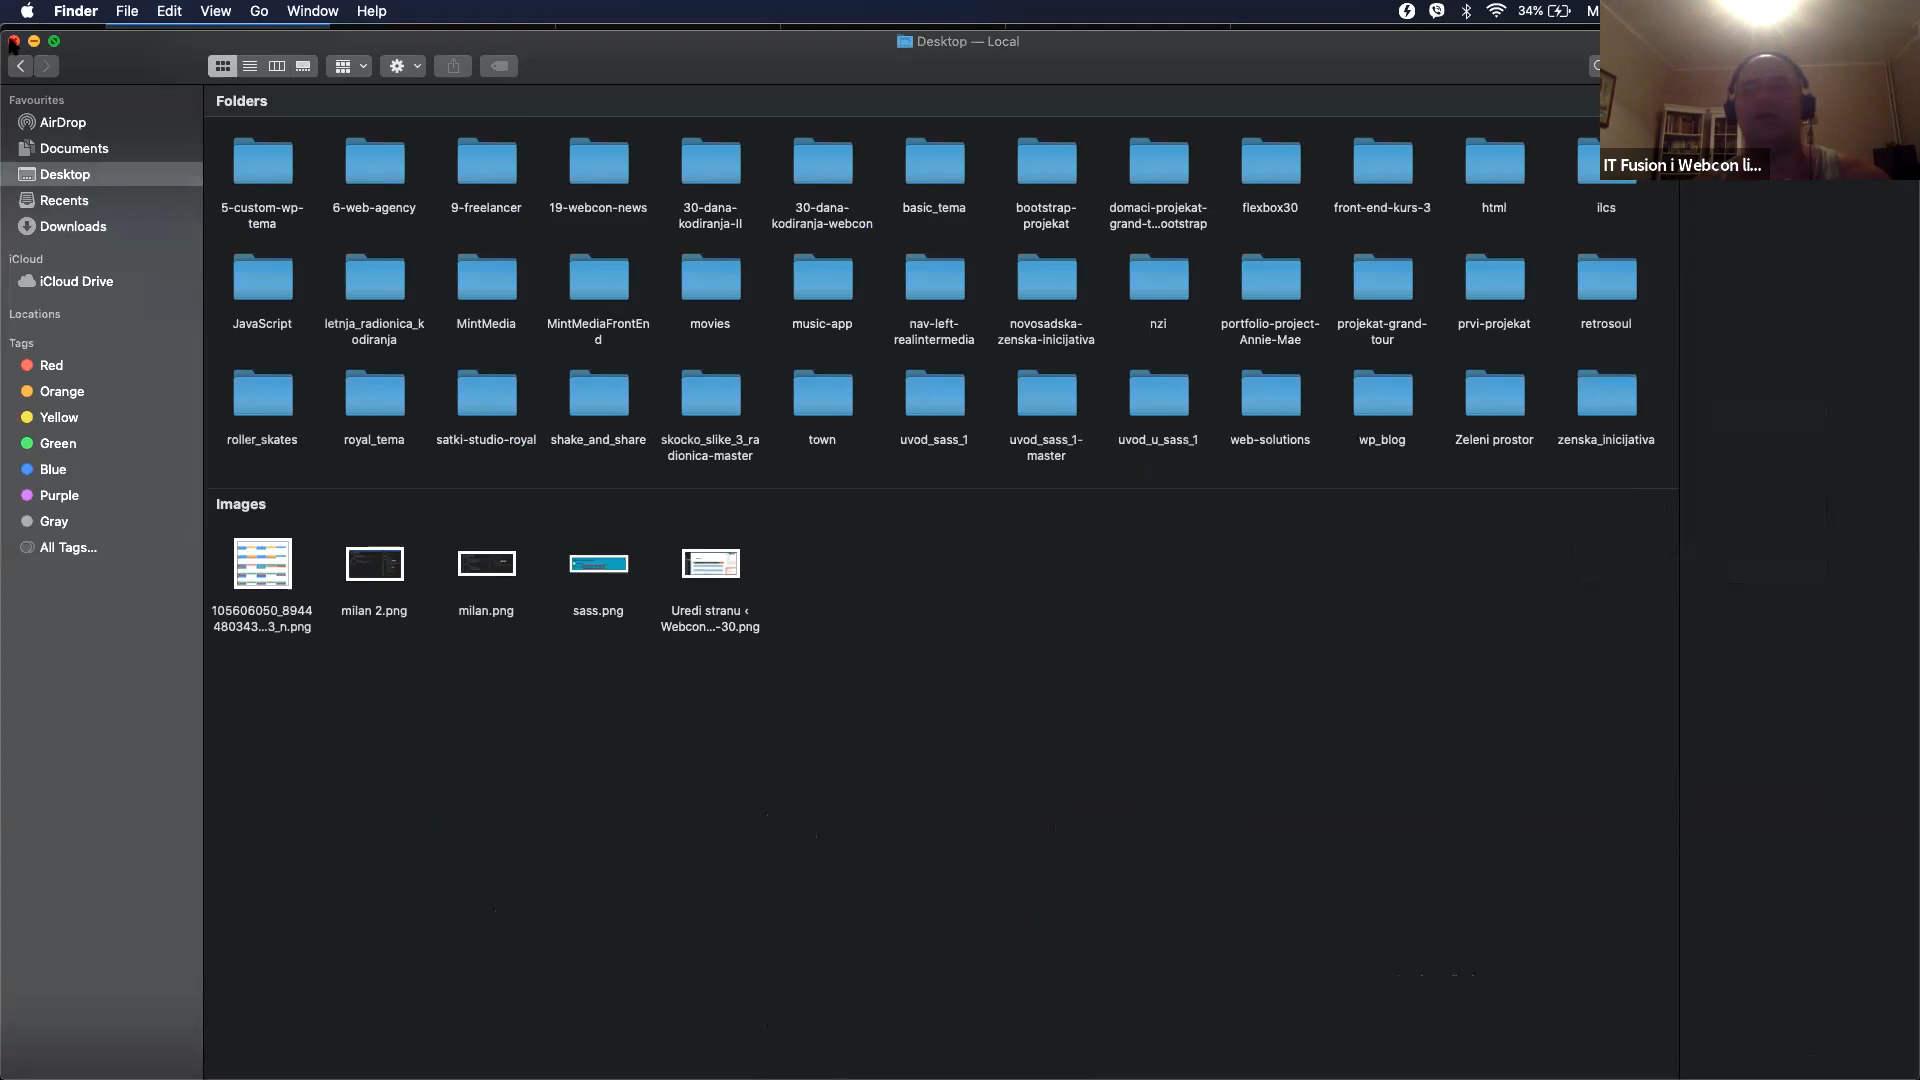 Finder File Edit View Go Window Help
34%
Desktop — Local
IT Fusion i Webcon li...
Favourites
AirDrop
Documents
Desktop
Recents
Downloads
iCloud
iCloud Drive
Locations
Tags
Red
Orange
Yellow
Green
Blue
Purple
Gray
All Tags...
Folders
5-custom-wp-
tema
6-web-agency
9-freelancer
19-webcon-news
30-dana-
kodiranja-II
30-dana-
kodiranja-webcon
basic_tema
bootstrap-
projekat
domaci-projekat-
grand-t...ootstrap
flexbox30
front-end-kurs-3
html
ilcs
JavaScript
letnja_radionica_k
odiranja
MintMedia
MintMediaFrontEn
d
movies
music-app
nav-left-
realintermedia
novosadska-
zenska-inicijativa
nzi
portfolio-project-
Annie-Mae
projekat-grand-
tour
prvi-projekat
retrosoul
roller_skates
royal_tema
satki-studio-royal
shake_and_share
skocko_slike_3_ra
dionica-master
town
uvod_sass_1
uvod_sass_1-
master
uvod_u_sass_1
web-solutions
wp_blog
Zeleni prostor
zenska_inicijativa
Images
105606050_8944
480343...3_n.png
milan 2.png
milan.png
sass.png
Uredi stranu ‹
Webcon...-30.png